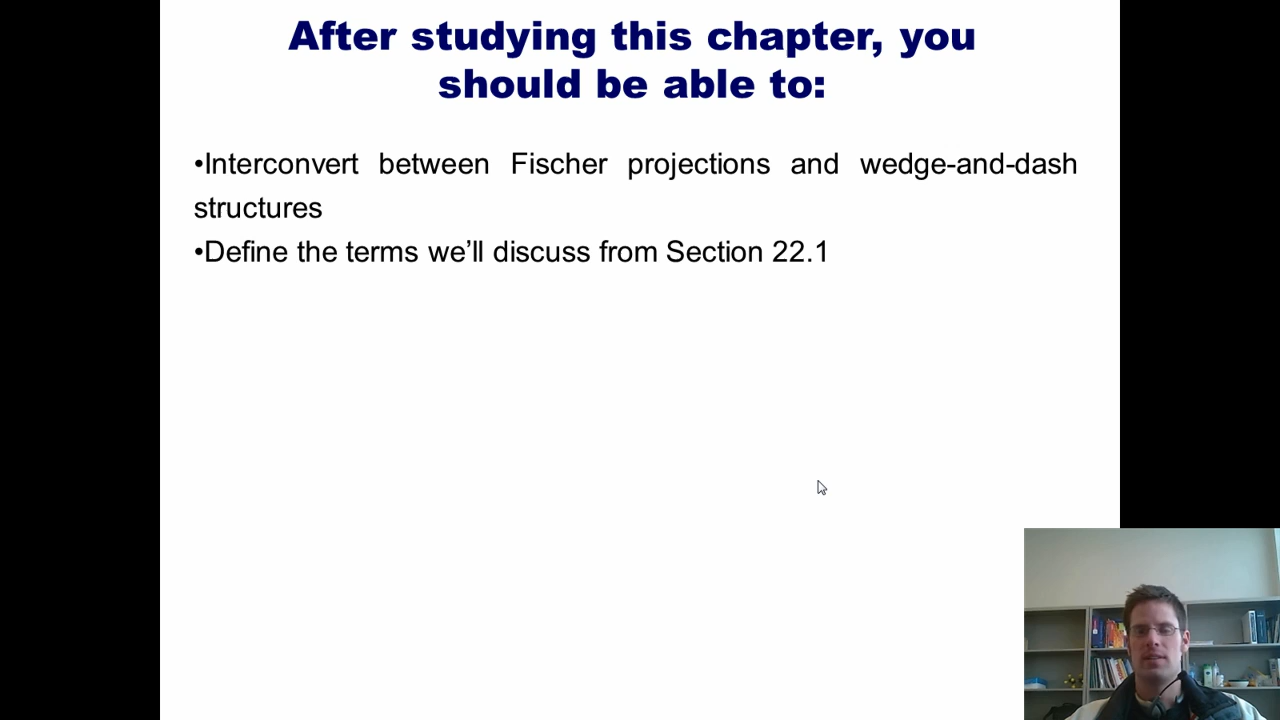 After studying this chapter, you
should be able to:
•Interconvert between Fischer projections and wedge-and-dash
structures
•Define the terms we’ll discuss from Section 22.1